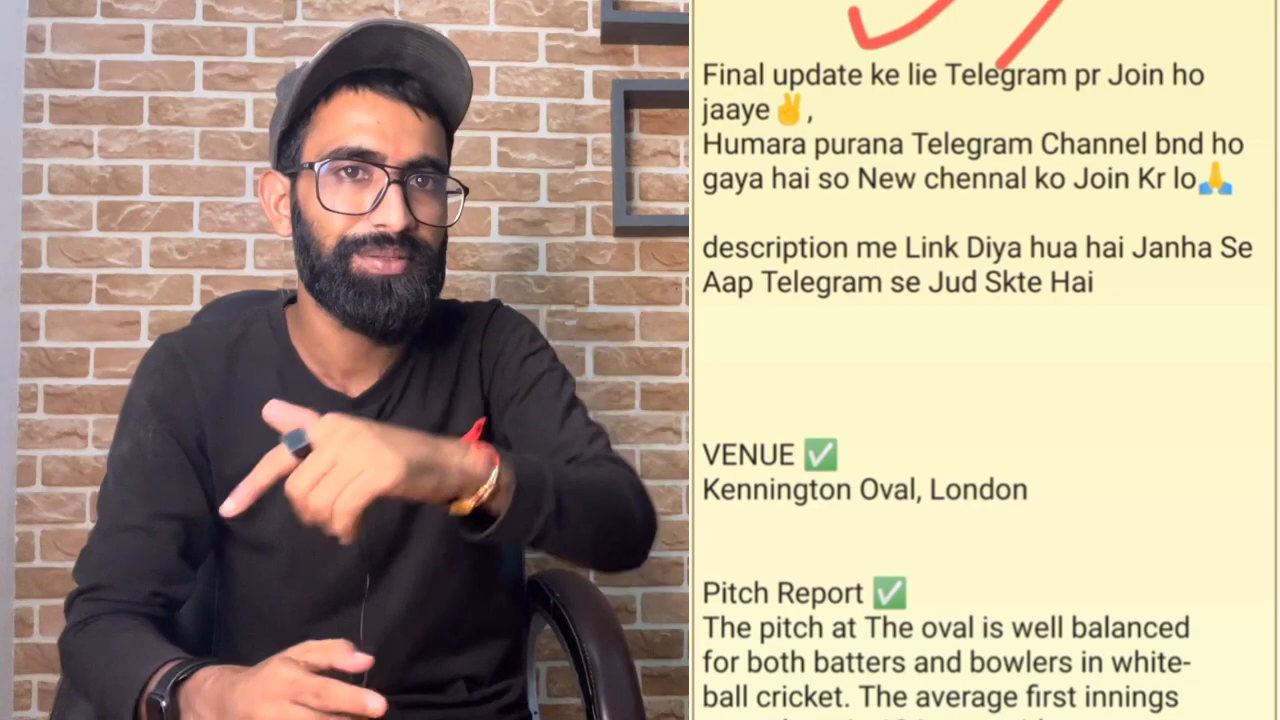 Final update ke lie Telegram pr Join ho
jaaye✌️,
Humara purana Telegram Channel bnd ho
gaya hai so New chennal ko Join Kr lo🙏
description me Link Diya hua hai Janha Se
Aap Telegram se Jud Skte Hai
VENUE ✅
Kennington Oval, London
Pitch Report ✅
The pitch at The oval is well balanced
for both batters and bowlers in white-
ball cricket. The average first innings